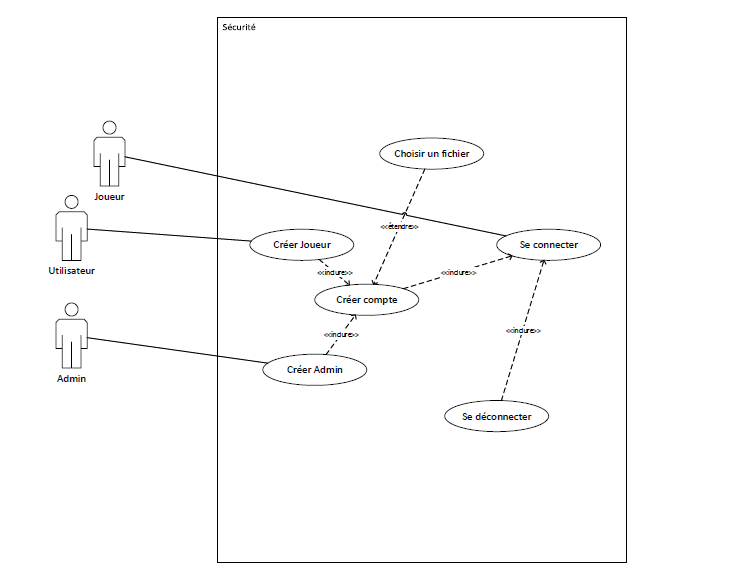 Sécurité
Choisir un fichier
Joueur
<<étendre>>
Créer Joueur
Se connecter
Utilisateur
<<inclure>>
<<inclure>>
Créer compte
<<inclure>>
<<inclure>>
Créer Admin
Admin
Se déconnecter